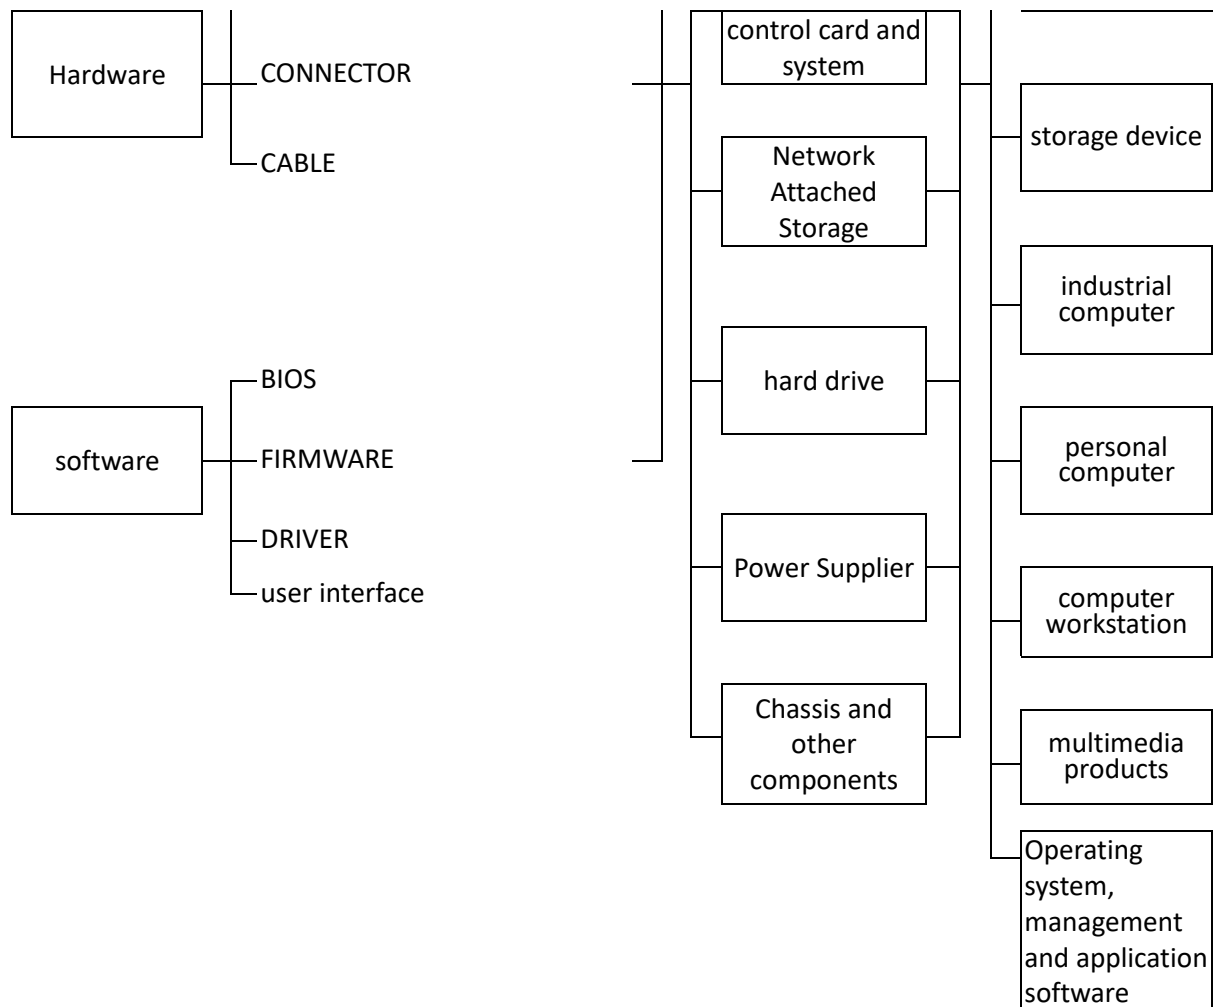 Hardware
CONNECTOR
CABLE
software
BIOS
FIRMWARE
DRIVER
user interface
control card and
system
Network
Attached
Storage
hard drive
Power Supplier
Chassis and
other
components
storage device
industrial
computer
personal
computer
computer
workstation
multimedia
products
Operating
system,
management
and application
software